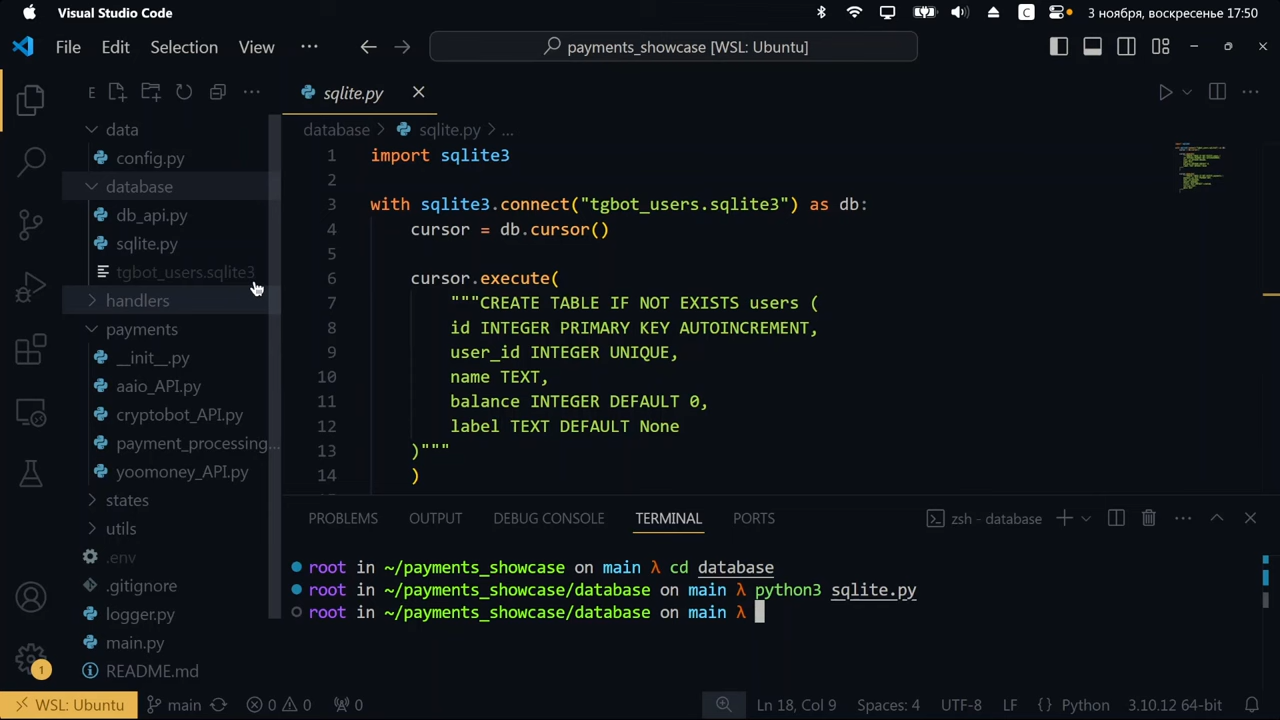 Visual Studio Code
C
3 ноября, воскресенье 17:50
File Edit Selection View ···
payments_showcase [WSL: Ubuntu]
E
data
config.py
database
db_api.py
sqlite.py
tgbot_users.sqlite3
handlers
payments
__init__.py
aaio_API.py
cryptobot_API.py
payment_processing...
yoomoney_API.py
states
utils
.env
.gitignore
logger.py
main.py
README.md
1
sqlite.py
database > sqlite.py > ...
1 import sqlite3
2
3 with sqlite3.connect("tgbot_users.sqlite3") as db:
4 cursor = db.cursor()
5
6 cursor.execute(
7 """CREATE TABLE IF NOT EXISTS users (
8 id INTEGER PRIMARY KEY AUTOINCREMENT,
9 user_id INTEGER UNIQUE,
10 name TEXT,
11 balance INTEGER DEFAULT 0,
12 label TEXT DEFAULT None
13 )"""
14 )
PROBLEMS OUTPUT DEBUG CONSOLE TERMINAL PORTS
zsh - database
root in ~/payments_showcase on main λ cd database
root in ~/payments_showcase/database on main λ python3 sqlite.py
root in ~/payments_showcase/database on main λ
WSL: Ubuntu main 0 0 0 Ln 18, Col 9 Spaces: 4 UTF-8 LF {} Python 3.10.12 64-bit